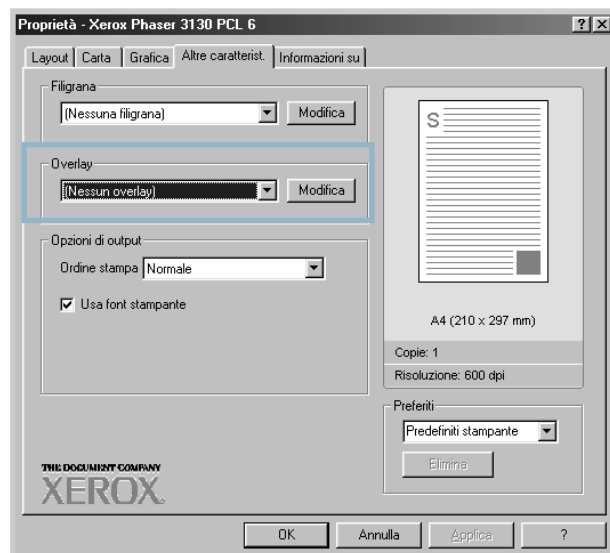 Proprietà - Xerox Phaser 3130 PCL 6
? ×
Layout Carta Grafica Altre caratterist. Informazioni su
Filigrana
(Nessuna filigrana) Modifica
Overlay
(Nessun overlay) Modifica
Opzioni di output
Ordine stampa Normale
Usa font stampante
S
A4 (210 x 297 mm)
Copie: 1
Risoluzione: 600 dpi
Preferiti
Predefiniti stampante
Elimina
THE DOCUMENT COMPANY
XEROX.
OK Annulla Applica ?